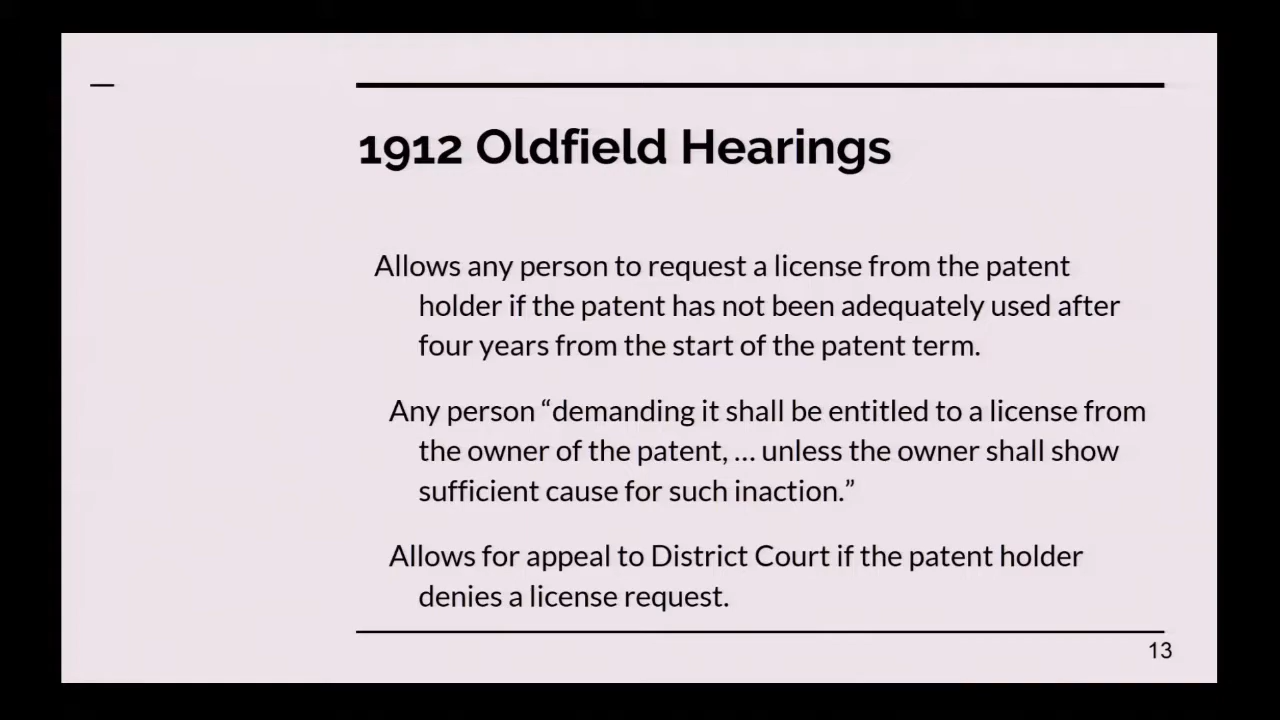 1912 Oldfield Hearings
Allows any person to request a license from the patent
holder if the patent has not been adequately used after
four years from the start of the patent term.
Any person “demanding it shall be entitled to a license from
the owner of the patent, … unless the owner shall show
sufficient cause for such inaction.”
Allows for appeal to District Court if the patent holder
denies a license request.
13